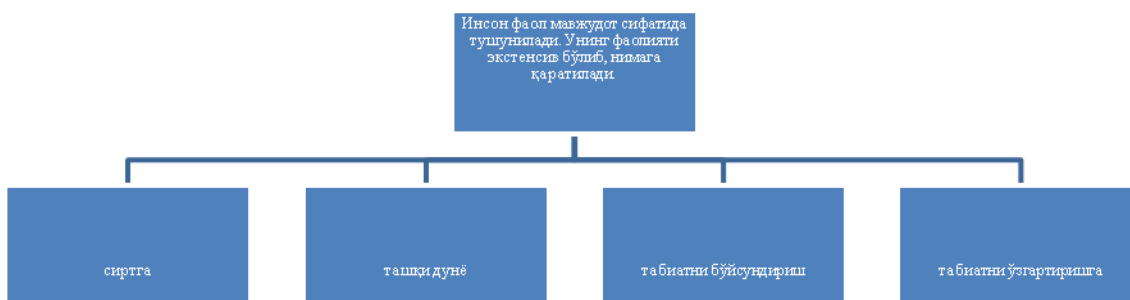 Инсон фаол мавжудот сифатида
тушунилади. Унинг фаолияти
экстенсив бўлиб, нимага
қаратилади.
сиртга
ташқи дунё
табиатни бўйсундириш
табиатни ўзгартиришга